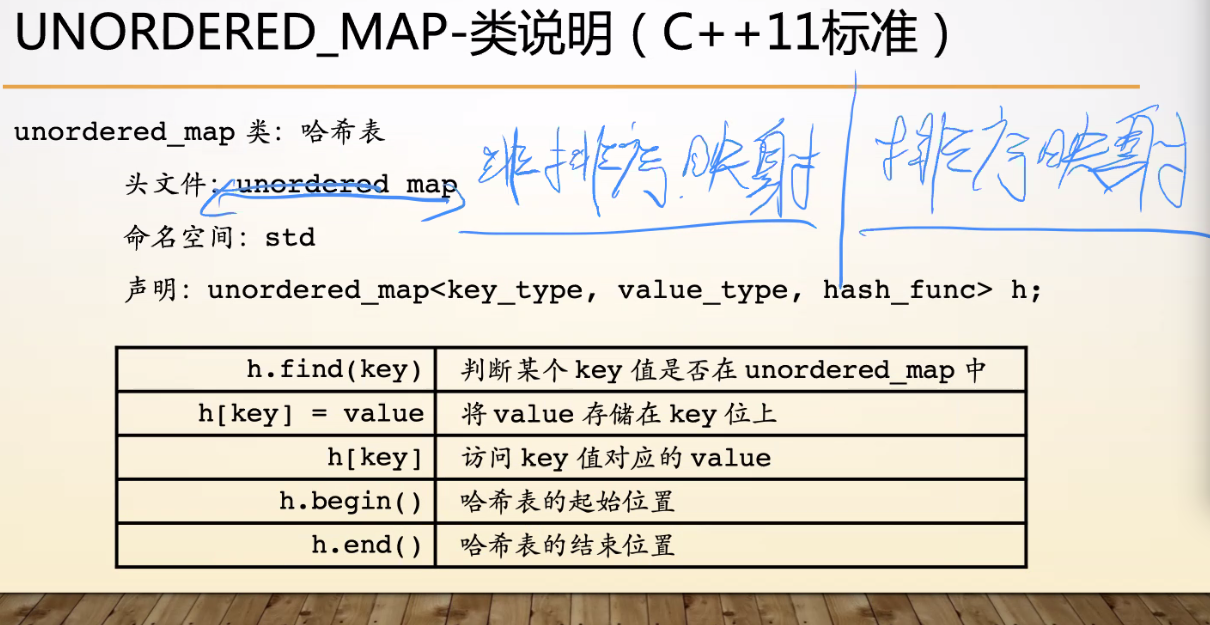 UNORDERED_MAP-类说明（C++11标准）
unordered_map 类：哈希表
头文件：unordered_map
非排序映射
排序映射
命名空间：std
声明：unordered_map<key_type, value_type, hash_func> h;
h.find(key) 判断某个 key 值是否在 unordered_map 中
h[key] = value 将 value 存储在 key 位上
h[key] 访问 key 值对应的 value
h.begin() 哈希表的起始位置
h.end() 哈希表的结束位置